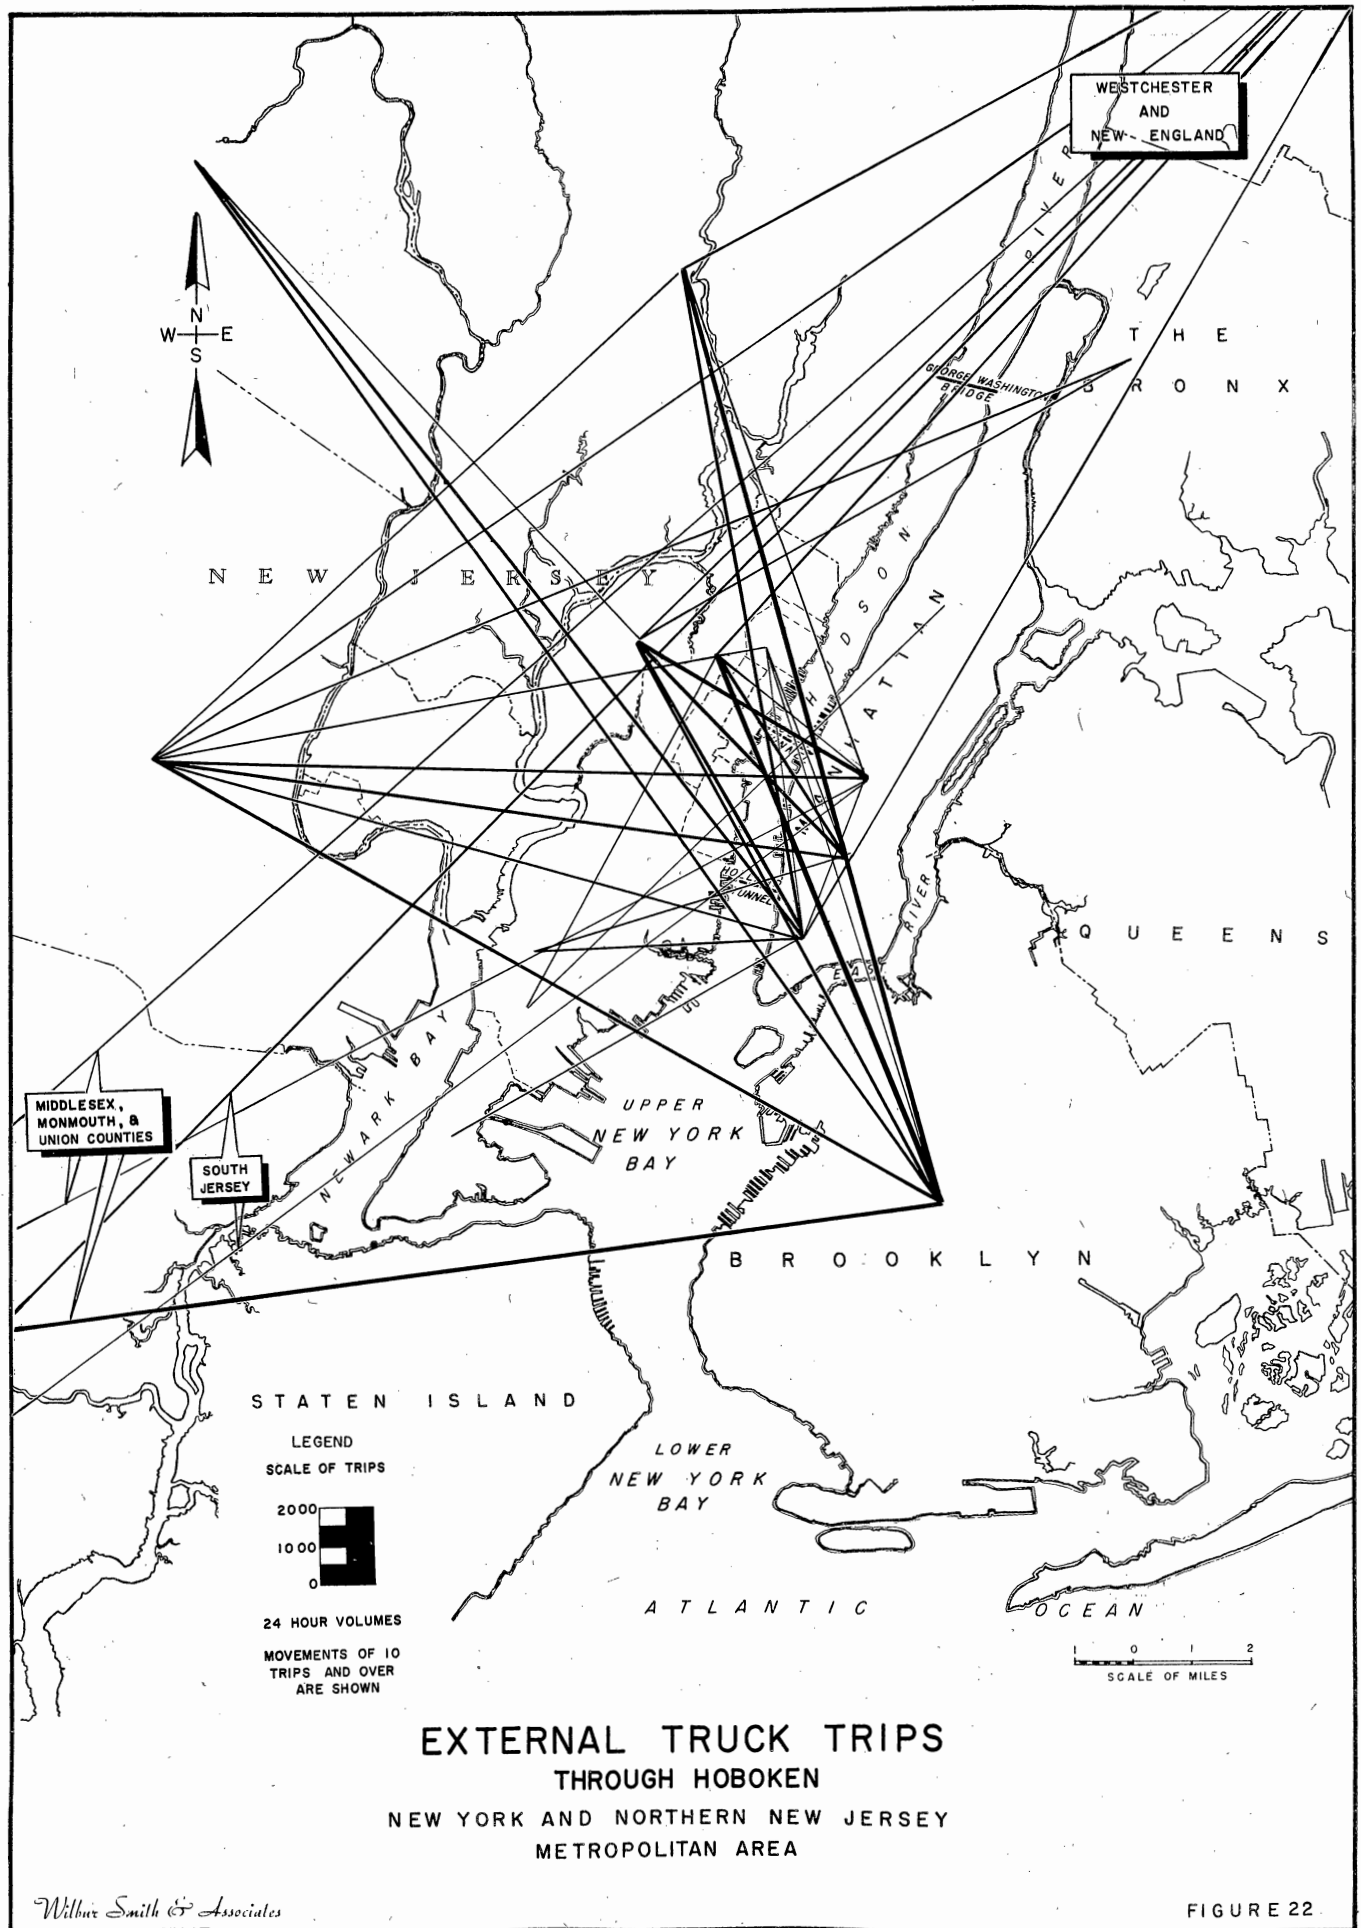 WESTCHESTER
AND
NEW ENGLAND
RIVER
N
W E
S
THE
GEORGE WASHINGTON
BRIDGE
BRONX
NEW JERSEY
HUDSON
MANHATTAN
HOLLAND
TUNNEL
RIVER
EAST
QUEENS
NEWARK BAY
MIDDLESEX,
MONMOUTH, &
UNION COUNTIES
SOUTH
JERSEY
UPPER
NEW YORK
BAY
BROOKLYN
STATEN ISLAND
LEGEND
SCALE OF TRIPS
2000
1000
0
24 HOUR VOLUMES
MOVEMENTS OF 10
TRIPS AND OVER
ARE SHOWN
LOWER
NEW YORK
BAY
ATLANTIC OCEAN
1 0 1 2
SCALE OF MILES
EXTERNAL TRUCK TRIPS
THROUGH HOBOKEN
NEW YORK AND NORTHERN NEW JERSEY
METROPOLITAN AREA
Wilbur Smith & Associates
FIGURE 22